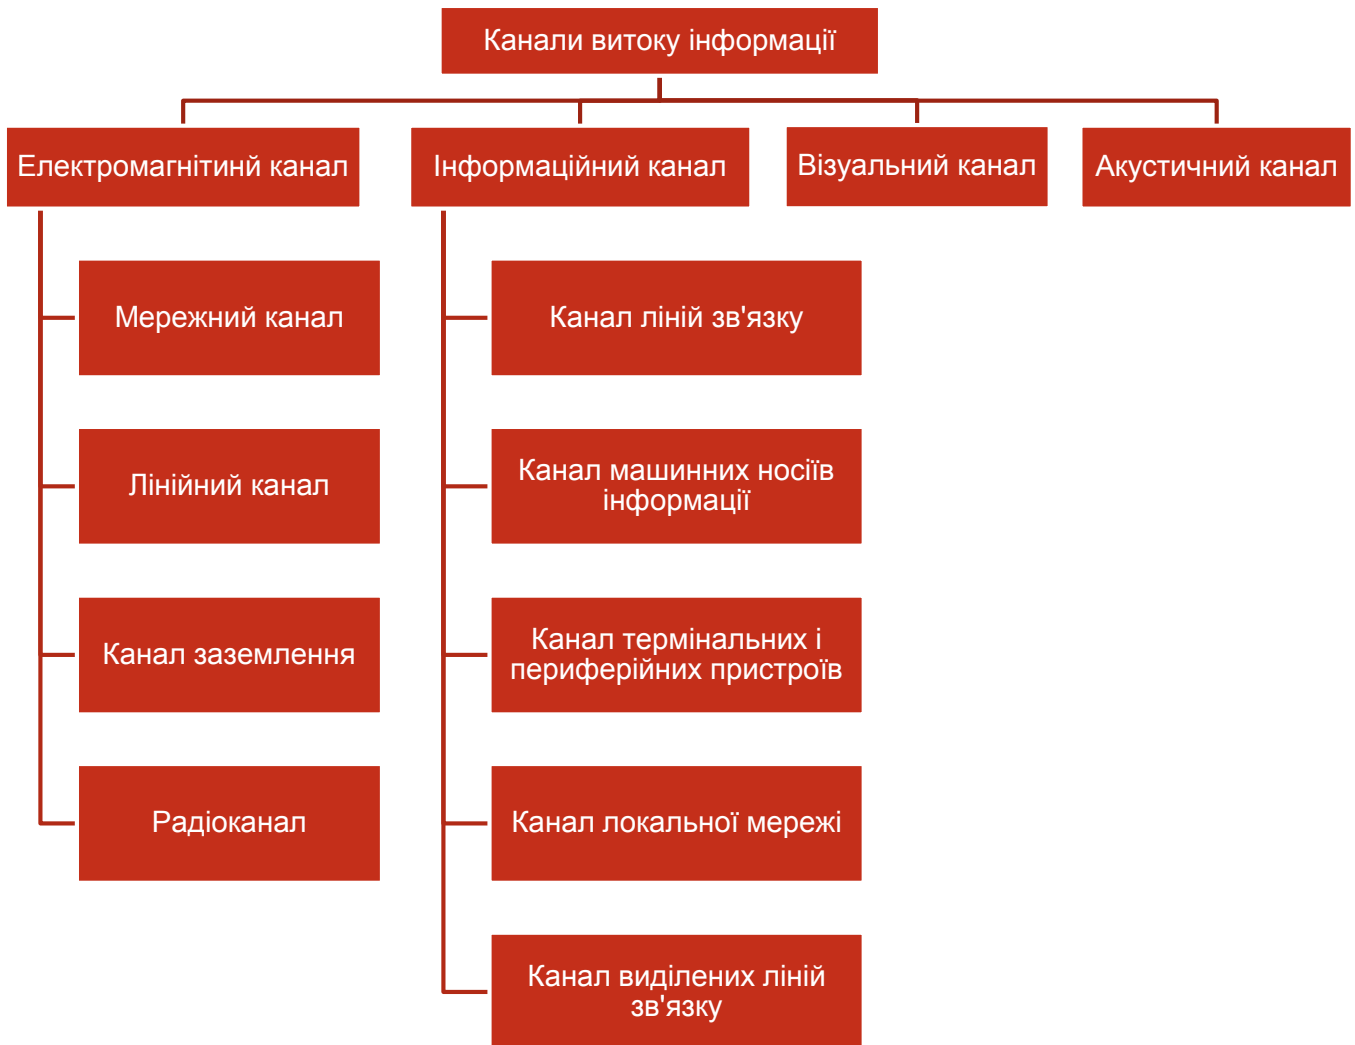 Канали витоку інформації
Електромагнітинй канал
Інформаційний канал
Візуальний канал
Акустичний канал
Мережний канал
Лінійний канал
Канал заземлення
Радіоканал
Канал ліній зв'язку
Канал машинних носіїв
інформації
Канал термінальних і
периферійних пристроїв
Канал локальної мережі
Канал виділених ліній
зв'язку